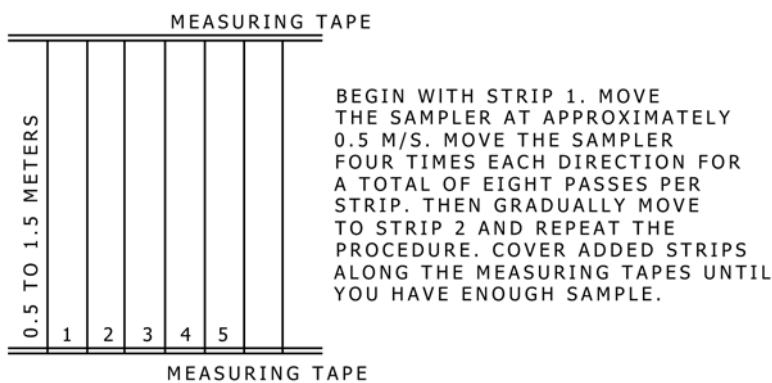 MEASURING TAPE
0.5 TO 1.5 METERS
1 2 3 4 5
BEGIN WITH STRIP 1. MOVE
THE SAMPLER AT APPROXIMATELY
0.5 M/S. MOVE THE SAMPLER
FOUR TIMES EACH DIRECTION FOR
A TOTAL OF EIGHT PASSES PER
STRIP. THEN GRADUALLY MOVE
TO STRIP 2 AND REPEAT THE
PROCEDURE. COVER ADDED STRIPS
ALONG THE MEASURING TAPES UNTIL
YOU HAVE ENOUGH SAMPLE.
MEASURING TAPE